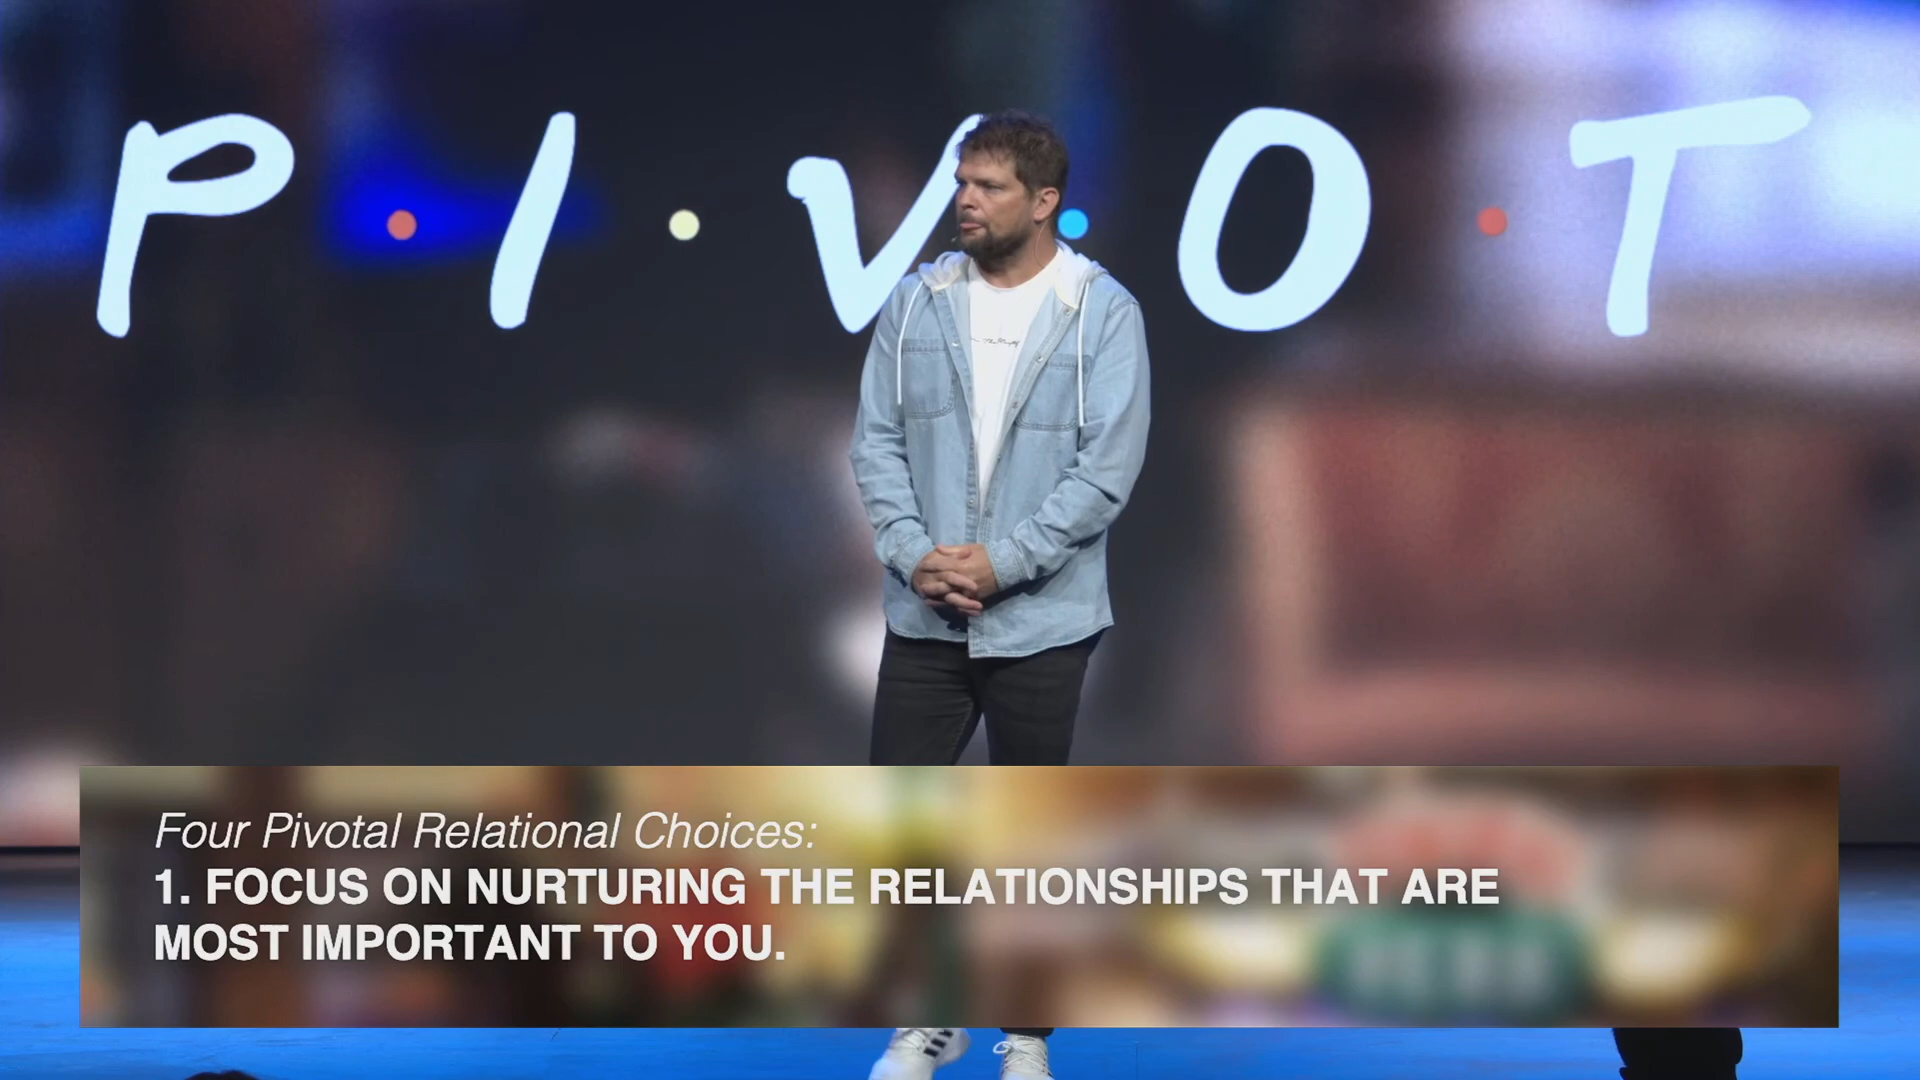 P·I·V·O·T
Four Pivotal Relational Choices:
1. FOCUS ON NURTURING THE RELATIONSHIPS THAT ARE
MOST IMPORTANT TO YOU.